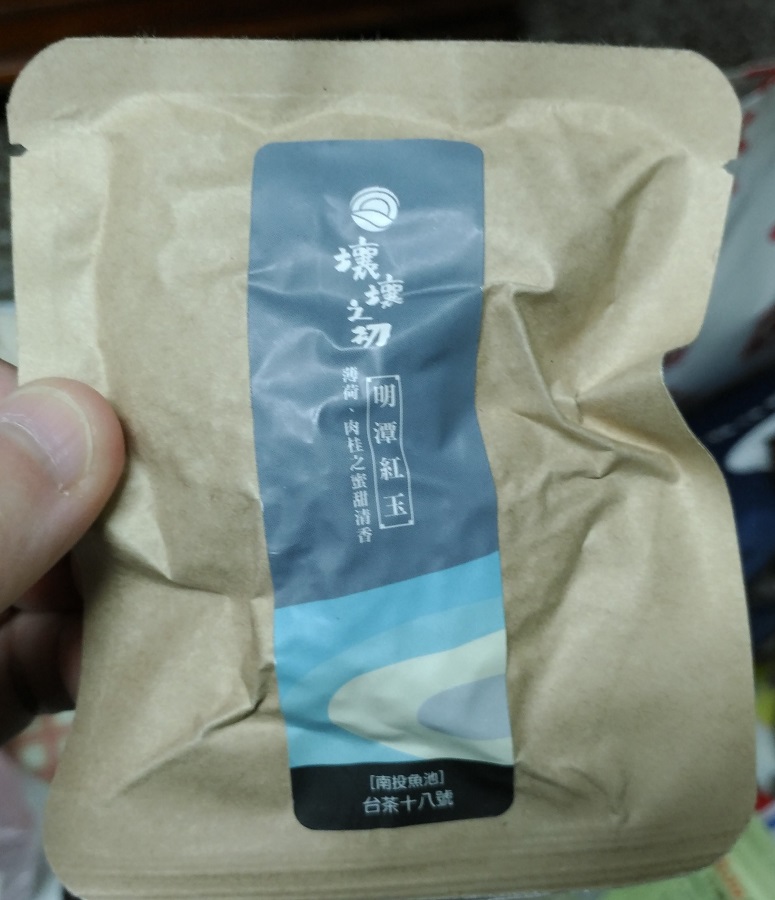 壤壤之初
明潭紅玉
薄荷、肉桂之蜜甜清香
[南投魚池]
台茶十八號